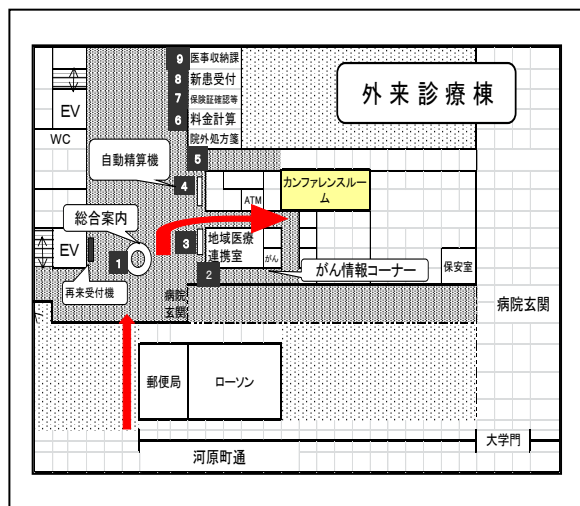 外来診療棟
9 医事収納課
8 新患受付
7 保険証確認等
6 料金計算
院外処方箋
5
EV
WC
自動精算機
4
カンファレンスルー
ム
ATM
総合案内
3
地域医療
連携室
がん
EV
1
2
がん情報コーナー
保安室
再来受付機
病院
玄関
病院玄関
郵便局
ローソン
大学門
河原町通